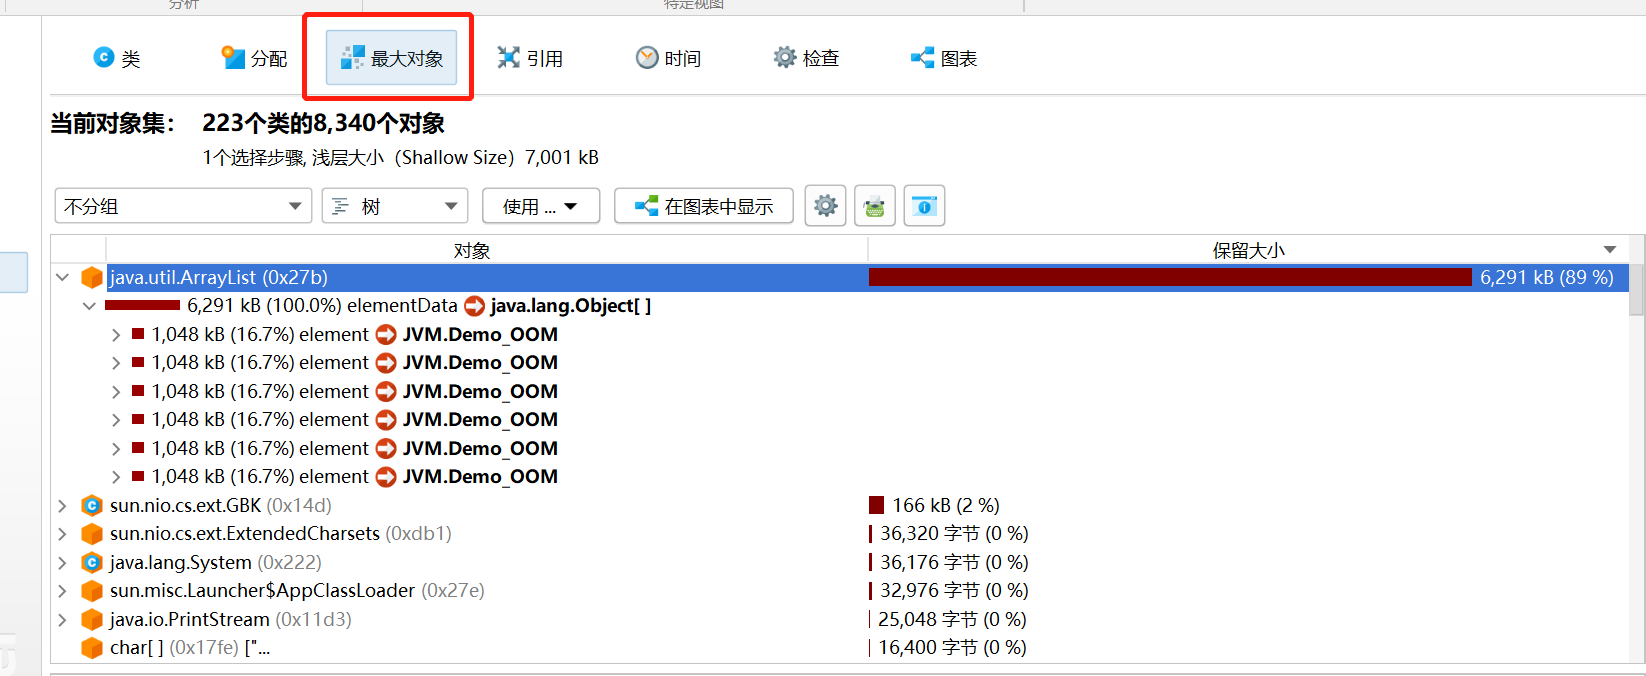 分析 特定视图
类 分配 最大对象 引用 时间 检查 图表
当前对象集： 223个类的8,340个对象
1个选择步骤, 浅层大小（Shallow Size）7,001 kB
不分组 树 使用 ... 在图表中显示
对象 保留大小
java.util.ArrayList (0x27b) 6,291 kB (89 %)
6,291 kB (100.0%) elementData java.lang.Object[ ]
1,048 kB (16.7%) element JVM.Demo_OOM
1,048 kB (16.7%) element JVM.Demo_OOM
1,048 kB (16.7%) element JVM.Demo_OOM
1,048 kB (16.7%) element JVM.Demo_OOM
1,048 kB (16.7%) element JVM.Demo_OOM
1,048 kB (16.7%) element JVM.Demo_OOM
sun.nio.cs.ext.GBK (0x14d) 166 kB (2 %)
sun.nio.cs.ext.ExtendedCharsets (0xdb1) 36,320 字节 (0 %)
java.lang.System (0x222) 36,176 字节 (0 %)
sun.misc.Launcher$AppClassLoader (0x27e) 32,976 字节 (0 %)
java.io.PrintStream (0x11d3) 25,048 字节 (0 %)
char[ ] (0x17fe) ["... 16,400 字节 (0 %)